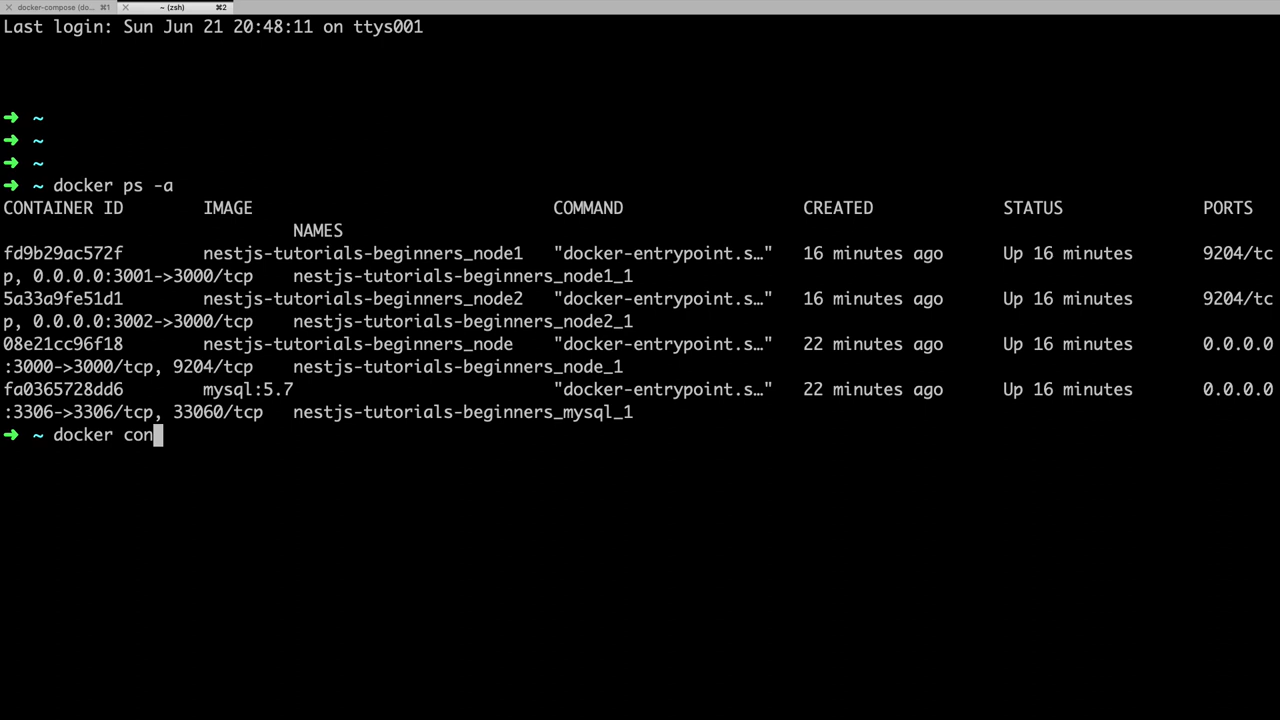 docker-compose (do... ⌘1 ~ (zsh) ⌘2
Last login: Sun Jun 21 20:48:11 on ttys001
➜ ~
➜ ~
➜ ~
➜ ~ docker ps -a
CONTAINER ID IMAGE COMMAND CREATED STATUS PORTS
NAMES
fd9b29ac572f nestjs-tutorials-beginners_node1 "docker-entrypoint.s…" 16 minutes ago Up 16 minutes 9204/tc
p, 0.0.0.0:3001->3000/tcp nestjs-tutorials-beginners_node1_1
5a33a9fe51d1 nestjs-tutorials-beginners_node2 "docker-entrypoint.s…" 16 minutes ago Up 16 minutes 9204/tc
p, 0.0.0.0:3002->3000/tcp nestjs-tutorials-beginners_node2_1
08e21cc96f18 nestjs-tutorials-beginners_node "docker-entrypoint.s…" 22 minutes ago Up 16 minutes 0.0.0.0
:3000->3000/tcp, 9204/tcp nestjs-tutorials-beginners_node_1
fa0365728dd6 mysql:5.7 "docker-entrypoint.s…" 22 minutes ago Up 16 minutes 0.0.0.0
:3306->3306/tcp, 33060/tcp nestjs-tutorials-beginners_mysql_1
➜ ~ docker con